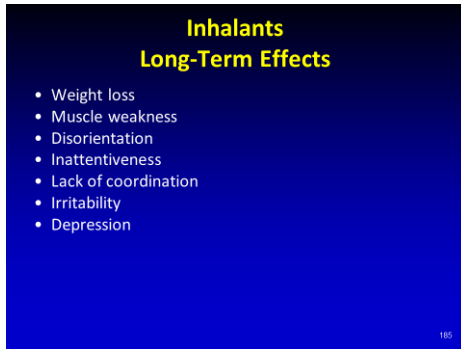 Inhalants
Long-Term Effects
• Weight loss
• Muscle weakness
• Disorientation
• Inattentiveness
• Lack of coordination
• Irritability
• Depression
185